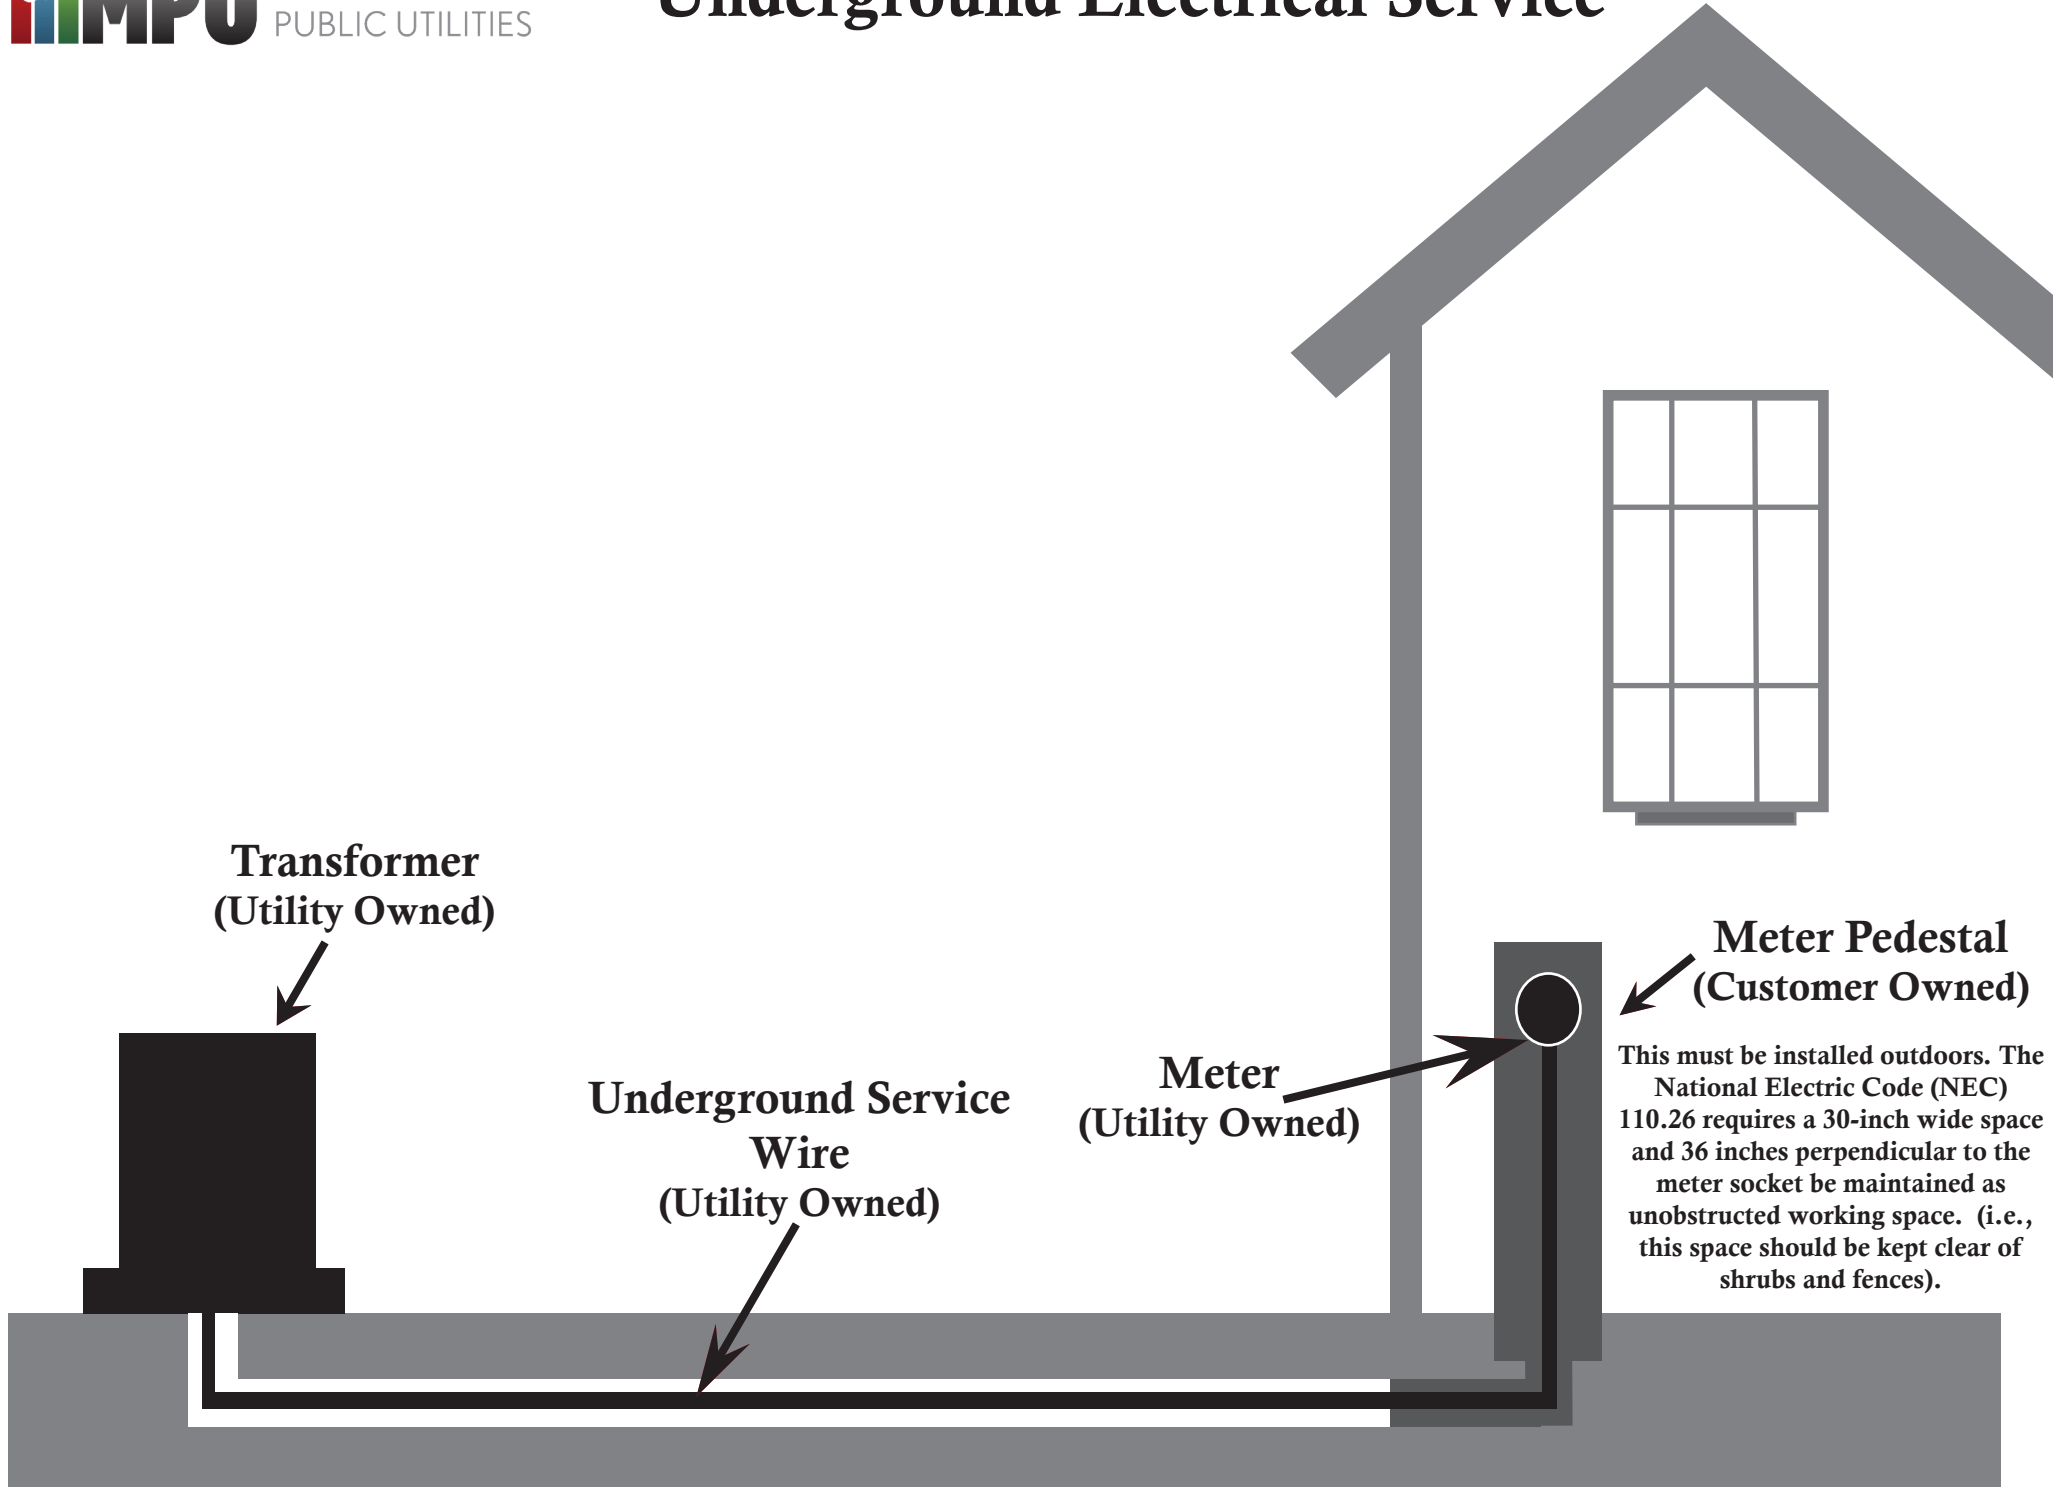 MPU PUBLIC UTILITIES
Underground Electrical Service
Transformer
(Utility Owned)
Underground Service
Wire
(Utility Owned)
Meter
(Utility Owned)
Meter Pedestal
(Customer Owned)
This must be installed outdoors. The
National Electric Code (NEC)
110.26 requires a 30-inch wide space
and 36 inches perpendicular to the
meter socket be maintained as
unobstructed working space.  (i.e.,
this space should be kept clear of
shrubs and fences).